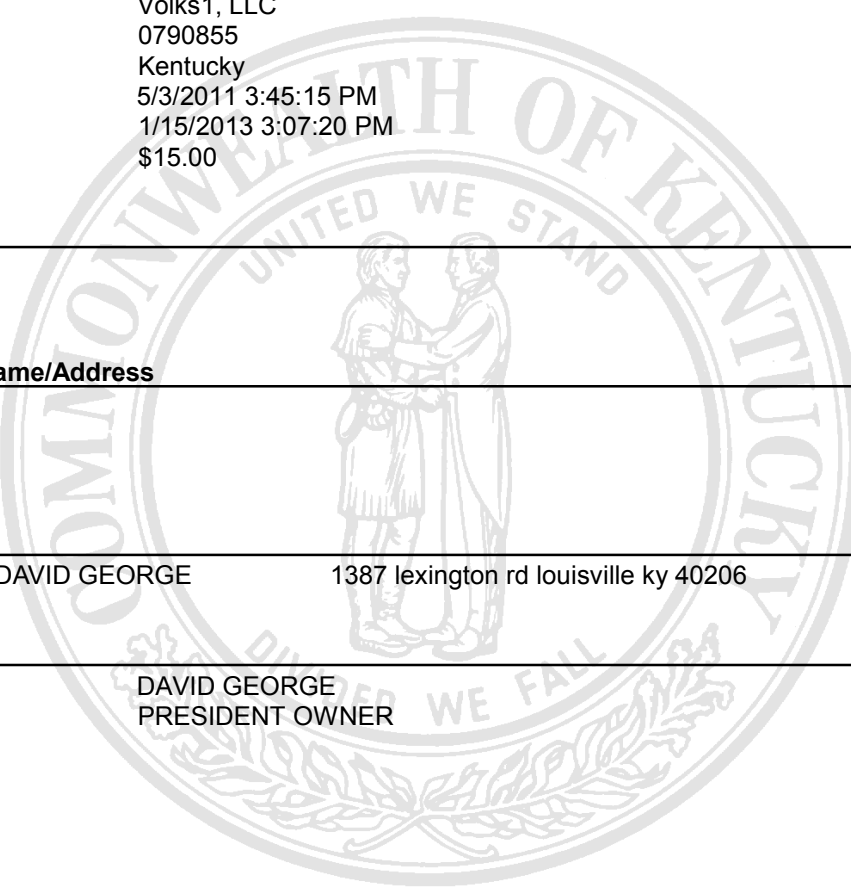 Volks1, LLC
0790855
Kentucky
5/3/2011 3:45:15 PM
1/15/2013 3:07:20 PM
$15.00
COMMONWEALTH OF KENTUCKY
UNITED WE STAND
ame/Address
DAVID GEORGE 1387 lexington rd louisville ky 40206
DIVIDED WE FALL
DAVID GEORGE
PRESIDENT OWNER